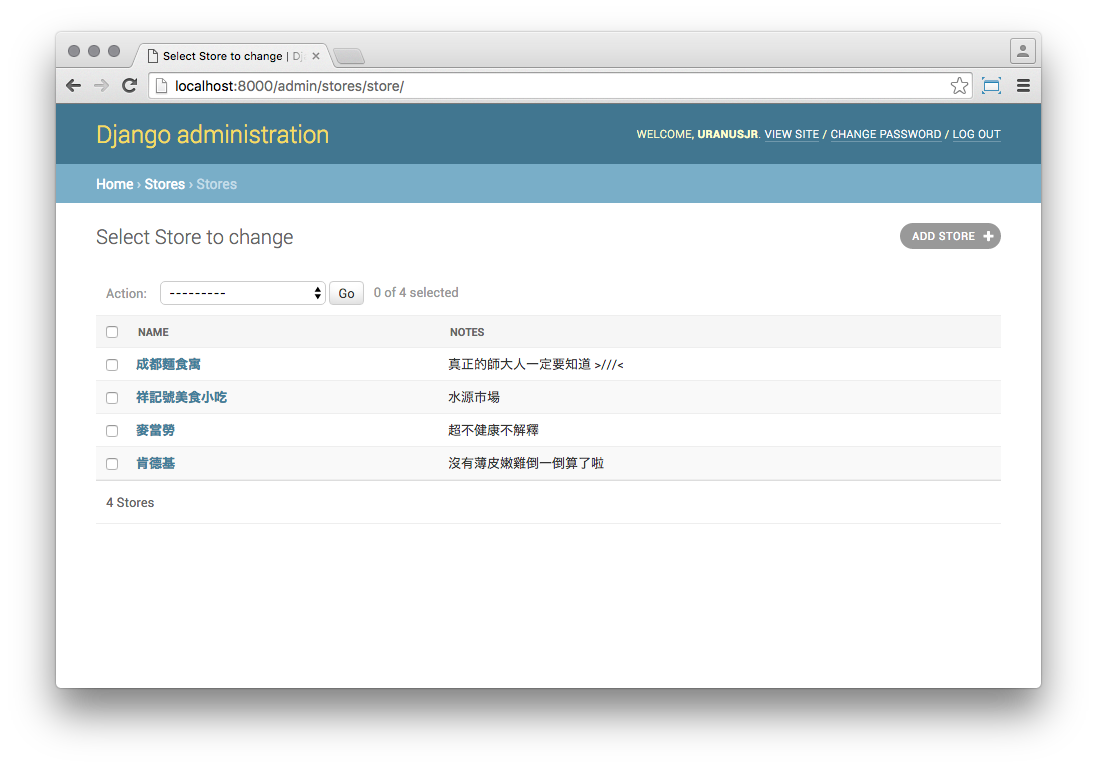 Select Store to change | Dj
localhost:8000/admin/stores/store/
Django administration
WELCOME, URANUSJR. VIEW SITE / CHANGE PASSWORD / LOG OUT
Home › Stores › Stores
Select Store to change
ADD STORE +
Action: --------- Go 0 of 4 selected
NAME NOTES
成都麵食寓 真正的師大人一定要知道 >///<
祥記號美食小吃 水源市場
麥當勞 超不健康不解釋
肯德基 沒有薄皮嫩雞倒一倒算了啦
4 Stores